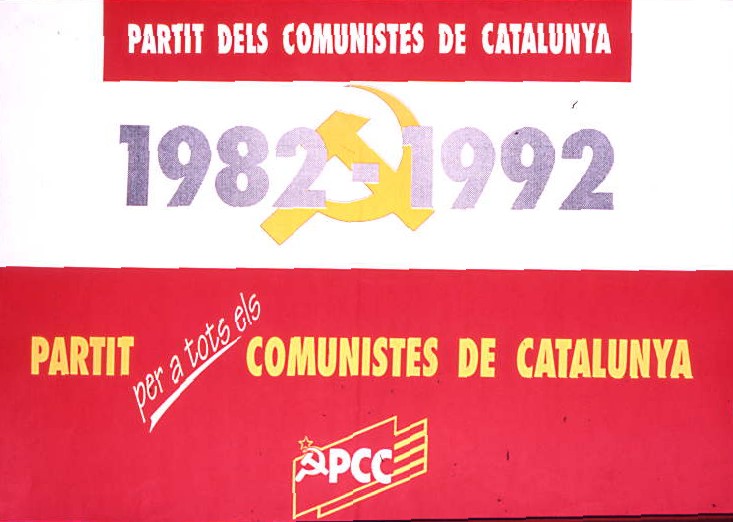 PARTIT DELS COMUNISTES DE CATALUNYA
1982-1992
PARTIT per a tots els COMUNISTES DE CATALUNYA
PCC